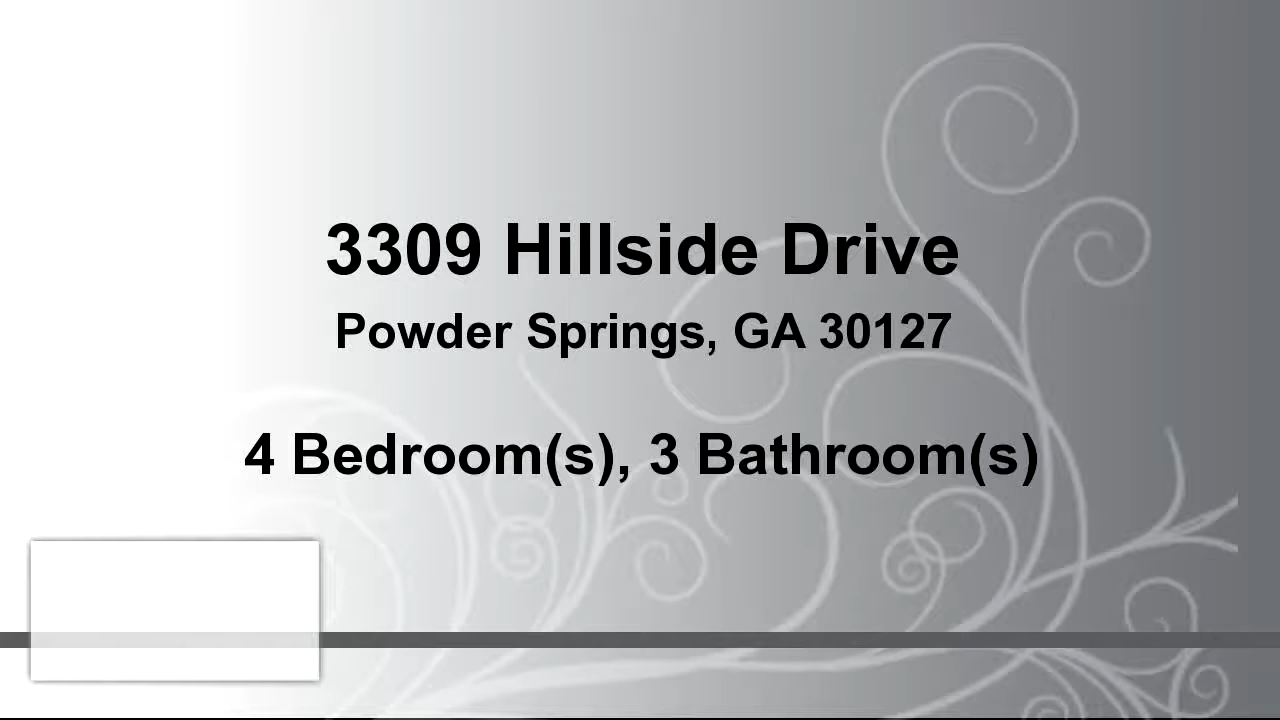 3309 Hillside Drive
Powder Springs, GA 30127
4 Bedroom(s), 3 Bathroom(s)